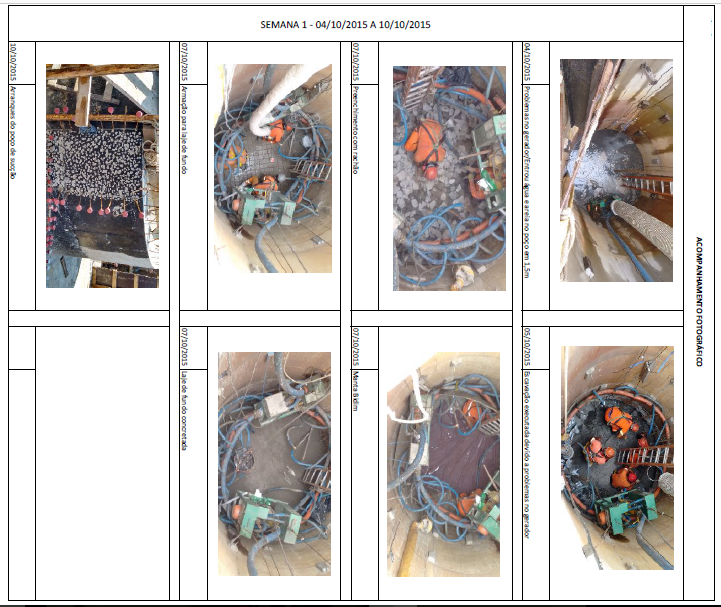 ACOMPANHAMENTO FOTOGRÁFICO
SEMANA 1 - 04/10/2015 A 10/10/2015
04/10/2015 Problemas no gerador/Entrou água e areia no poço em 1,5m
05/10/2015 Escavação executada devido a problemas no gerador
07/10/2015 Preenchimento com rachão
07/10/2015 Manta Bidim
07/10/2015 Armação para laje de fundo
07/10/2015 Laje de fundo concretada
10/10/2015 Arranques do poço de sucção